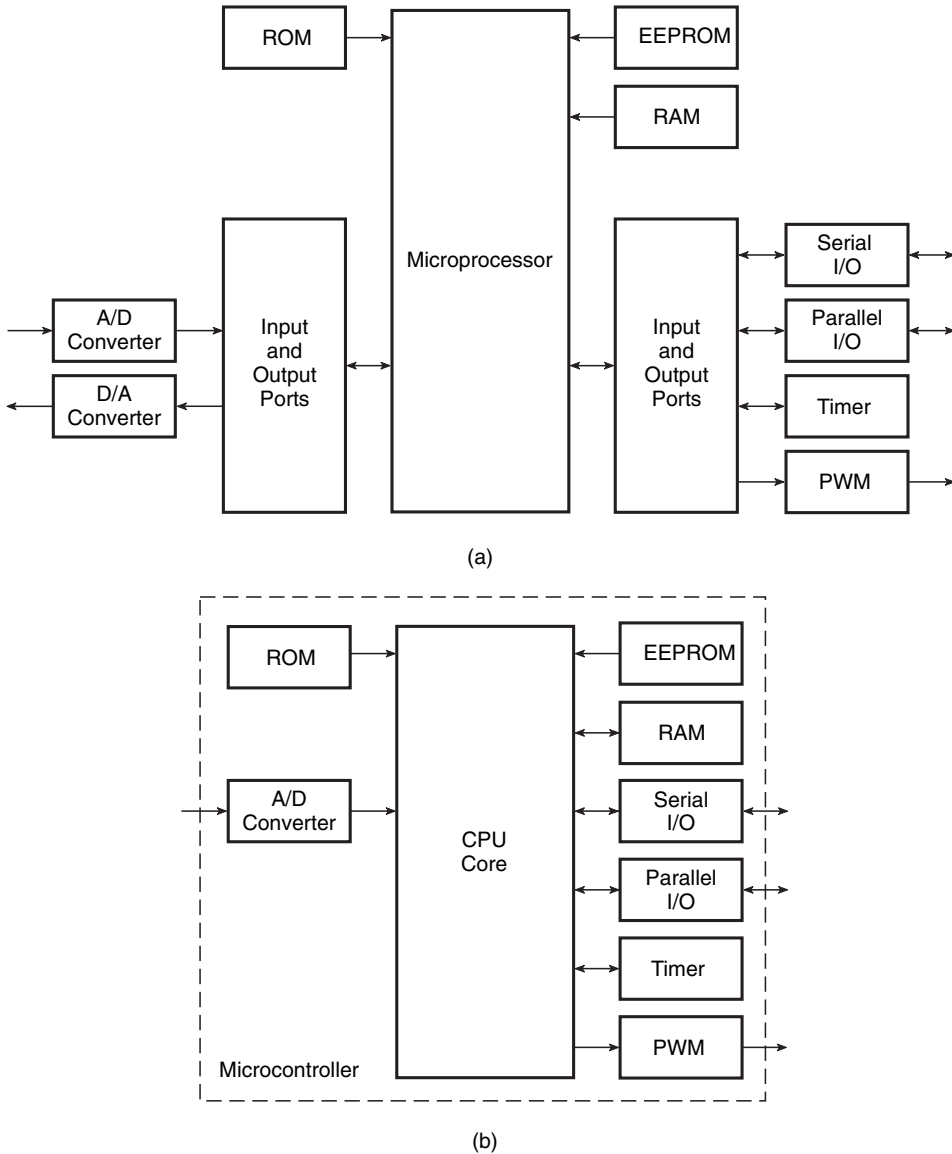 ROM
EEPROM
RAM
Microprocessor
A/D
Converter
D/A
Converter
Input
and
Output
Ports
Input
and
Output
Ports
Serial
I/O
Parallel
I/O
Timer
PWM
(a)
ROM
EEPROM
RAM
A/D
Converter
CPU
Core
Serial
I/O
Parallel
I/O
Timer
PWM
Microcontroller
(b)